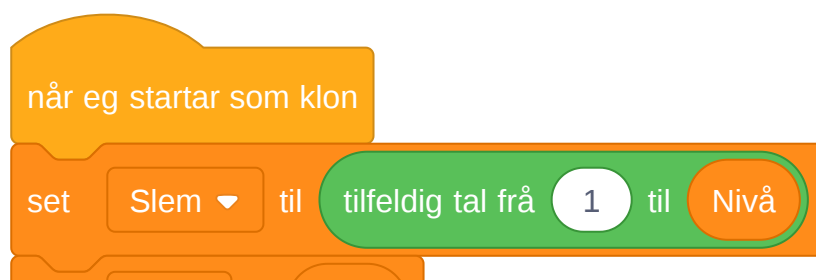 når eg startar som klon
set Slem til tilfeldig tal frå 1 til Nivå